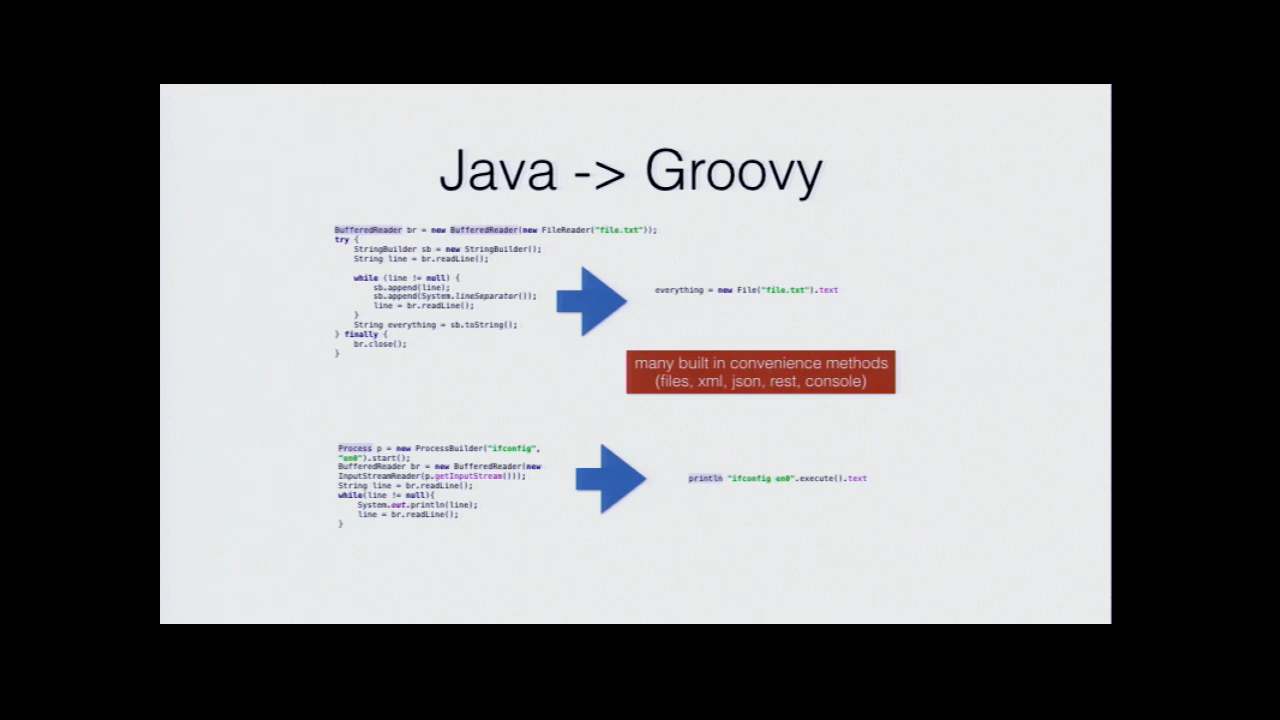 Java -> Groovy
BufferedReader br = new BufferedReader(new FileReader("file.txt"));
try {
StringBuilder sb = new StringBuilder();
String line = br.readLine();
while (line != null) {
sb.append(line);
sb.append(System.lineSeparator());
line = br.readLine();
}
String everything = sb.toString();
} finally {
br.close();
}
everything = new File("file.txt").text
many built in convenience methods
(files, xml, json, rest, console)
Process p = new ProcessBuilder("ifconfig",
"en0").start();
BufferedReader br = new BufferedReader(new
InputStreamReader(p.getInputStream()));
String line = br.readLine();
while(line != null){
System.out.println(line);
line = br.readLine();
}
println "ifconfig en0".execute().text